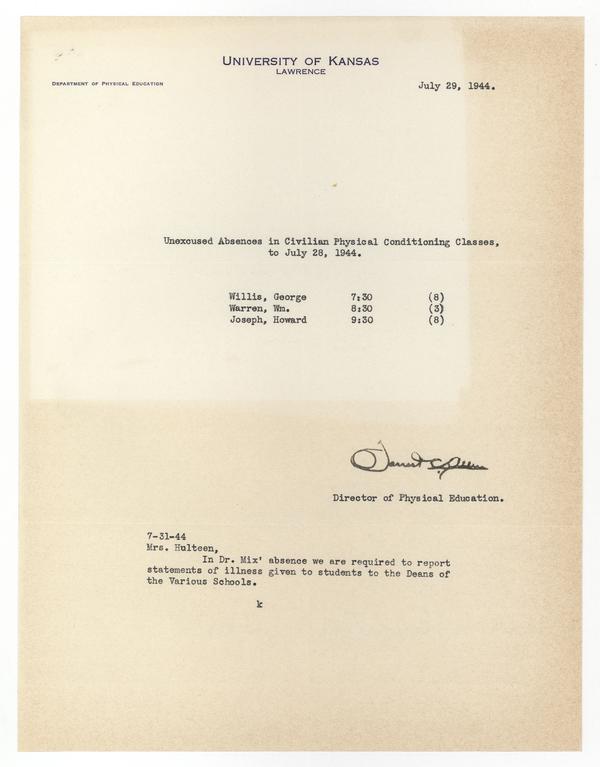 UNIVERSITY OF KANSAS
LAWRENCE
DEPARTMENT OF PHYSICAL EDUCATION
July 29, 1944.
Unexcused Absences in Civilian Physical Conditioning Classes,
to July 28, 1944.
Willis, George 7:30 (8)
Warren, Wm. 8:30 (3)
Joseph, Howard 9:30 (8)
Director of Physical Education.
7-31-44
Mrs. Hulteen,
In Dr. Mix' absence we are required to report
statements of illness given to students to the Deans of
the Various Schools.
k